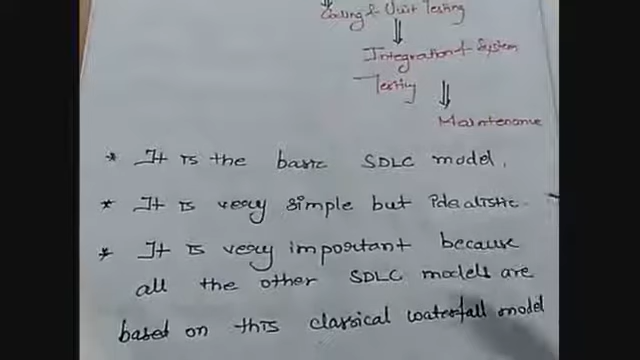 Coding & Unit Testing
Integration & System
Testing
Maintenance
* It is the basic SDLC model.
* It is very simple but idealistic.
* It is very important because
all the other SDLC models are
based on this classical waterfall model